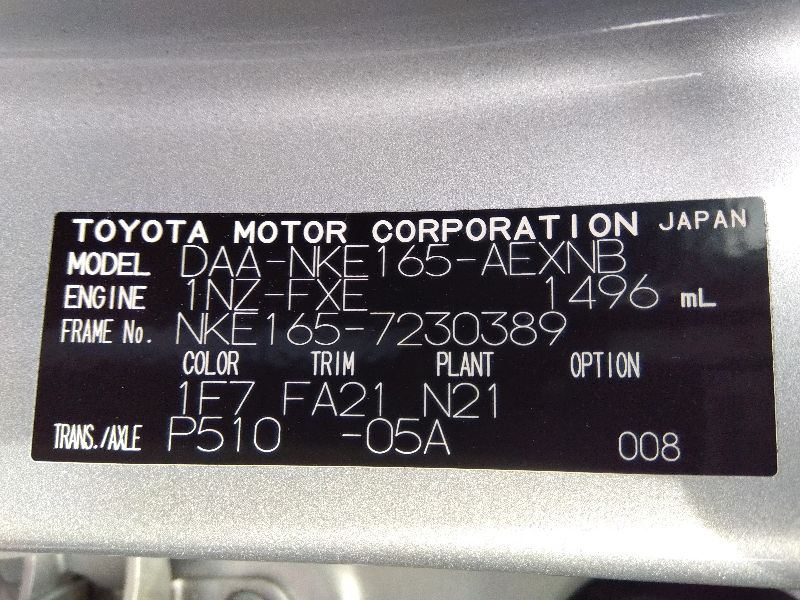 TOYOTA MOTOR CORPORATION JAPAN
MODEL DAA-NKE165-AEXNB
ENGINE 1NZ-FXE 1496 mL
FRAME No. NKE165-7230389
COLOR TRIM PLANT OPTION
1F7 FA21 N21
TRANS./AXLE P510 -05A 008